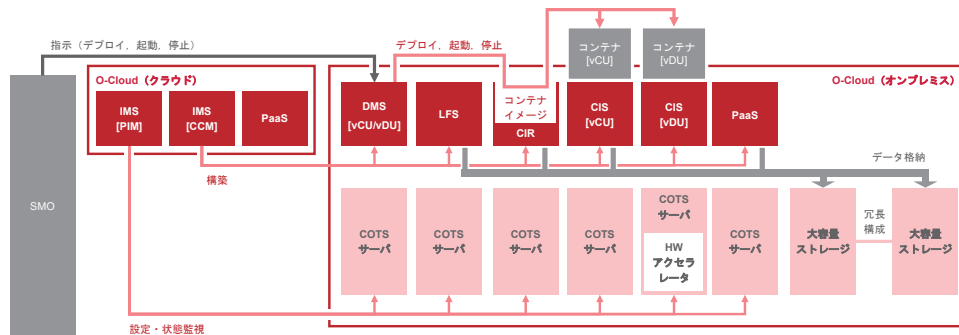 指示（デプロイ，起動，停止）
デプロイ，起動，停止
コンテナ
[vCU]
コンテナ
[vDU]
O-Cloud（クラウド）
O-Cloud（オンプレミス）
IMS
[PIM]
IMS
[CCM]
PaaS
DMS
[vCU/vDU]
LFS
コンテナ
イメージ
CIR
CIS
[vCU]
CIS
[vDU]
PaaS
データ格納
構築
SMO
COTS
サーバ
COTS
サーバ
COTS
サーバ
COTS
サーバ
COTS
サーバ
HW
アクセラ
レータ
COTS
サーバ
大容量
ストレージ
冗長
構成
大容量
ストレージ
設定・状態監視